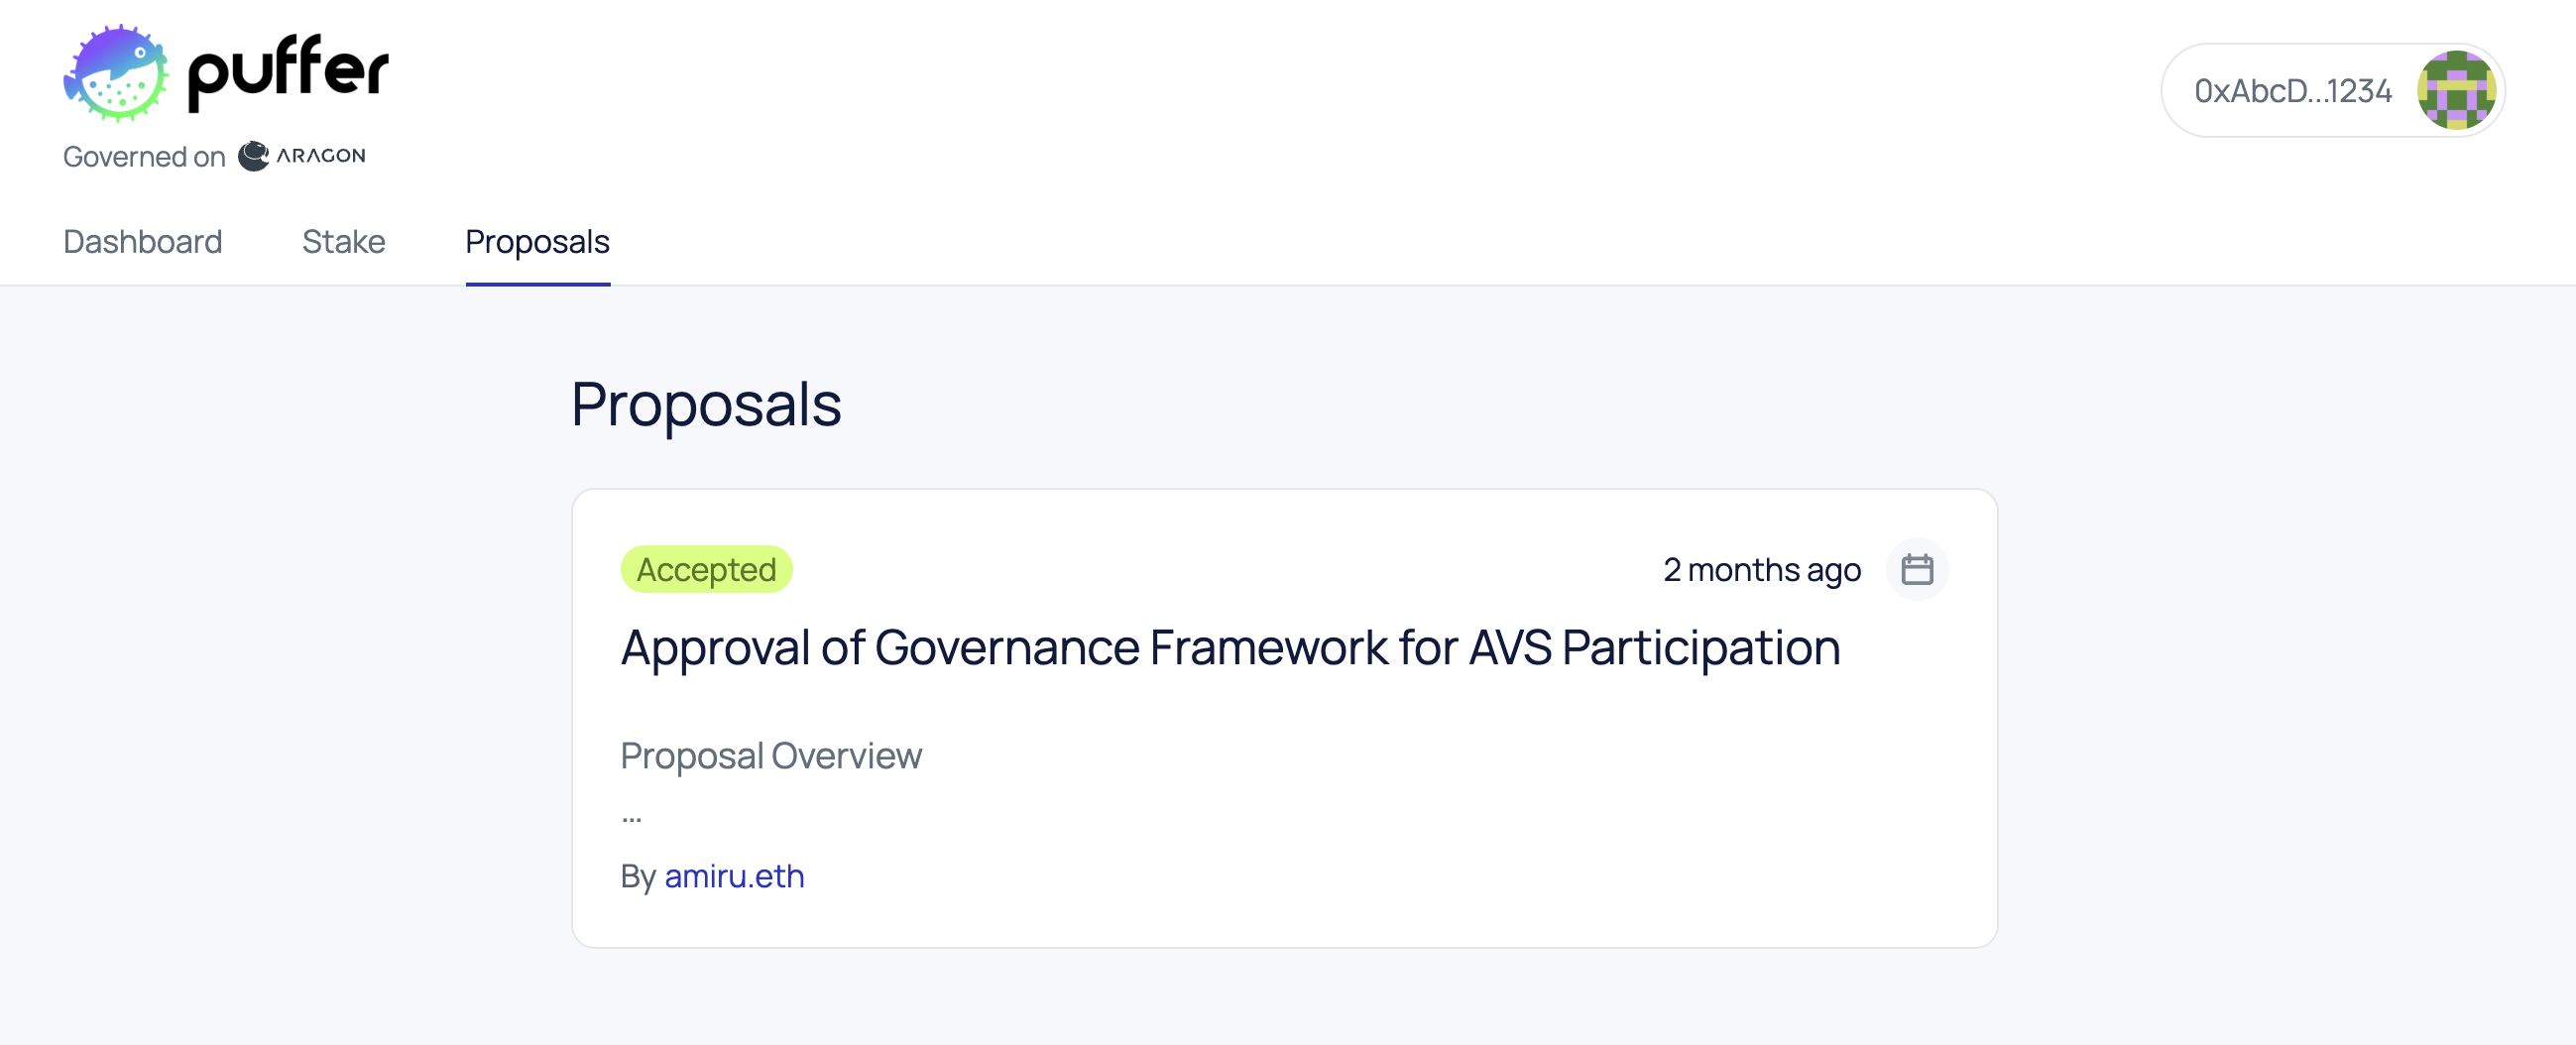 puffer
0xAbcD...1234
Governed on ARAGON
Dashboard Stake Proposals
Proposals
Accepted 2 months ago
Approval of Governance Framework for AVS Participation
Proposal Overview
...
By amiru.eth